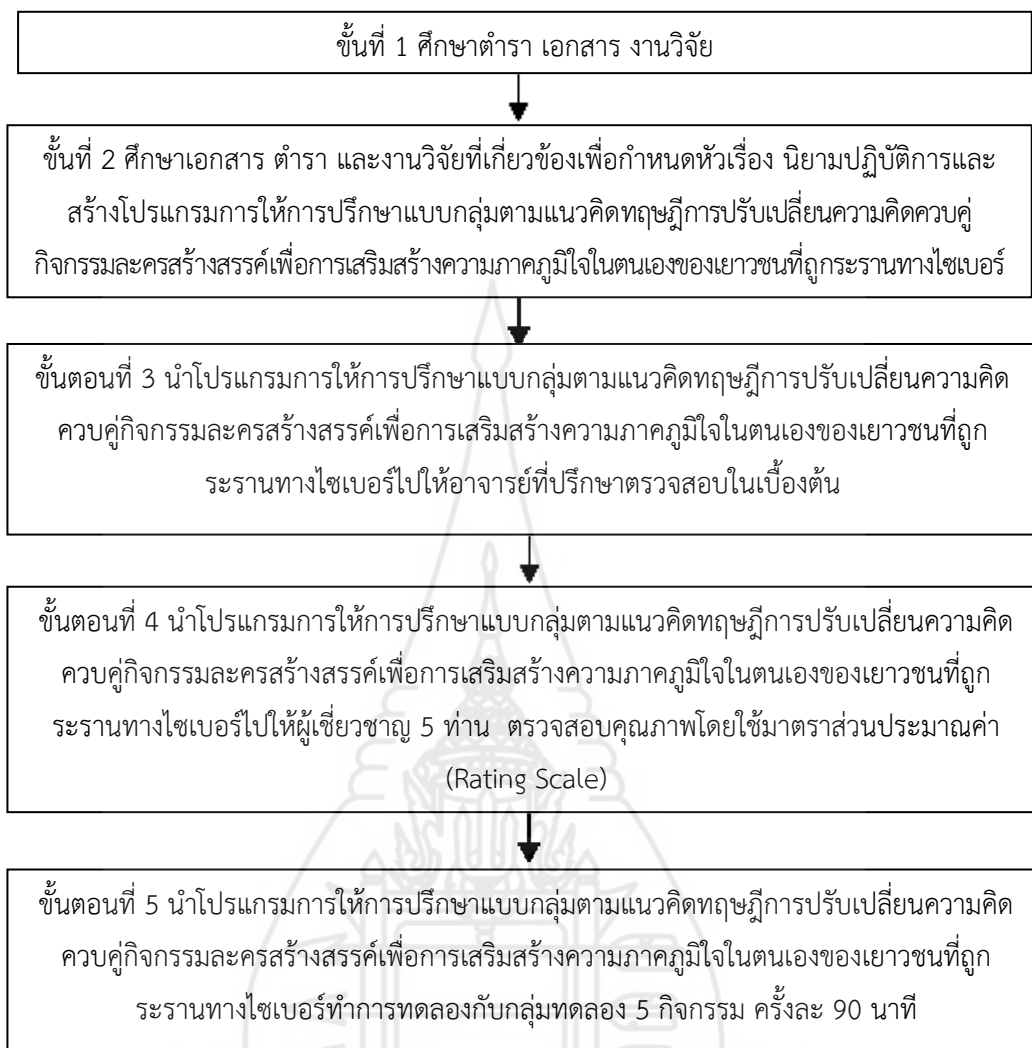 ขั้นที่ 1 ศึกษาตำรา เอกสาร งานวิจัย
ขั้นที่ 2 ศึกษาเอกสาร ตำรา และงานวิจัยที่เกี่ยวข้องเพื่อกำหนดหัวเรื่อง นิยามปฏิบัติการและ
สร้างโปรแกรมการให้การปรึกษาแบบกลุ่มตามแนวคิดทฤษฎีการปรับเปลี่ยนความคิดควบคู่
กิจกรรมละครสร้างสรรค์เพื่อการเสริมสร้างความภาคภูมิใจในตนเองของเยาวชนที่ถูกระรานทางไซเบอร์
ขั้นตอนที่ 3 นำโปรแกรมการให้การปรึกษาแบบกลุ่มตามแนวคิดทฤษฎีการปรับเปลี่ยนความคิด
ควบคู่กิจกรรมละครสร้างสรรค์เพื่อการเสริมสร้างความภาคภูมิใจในตนเองของเยาวชนที่ถูก
ระรานทางไซเบอร์ไปให้อาจารย์ที่ปรึกษาตรวจสอบในเบื้องต้น
ขั้นตอนที่ 4 นำโปรแกรมการให้การปรึกษาแบบกลุ่มตามแนวคิดทฤษฎีการปรับเปลี่ยนความคิด
ควบคู่กิจกรรมละครสร้างสรรค์เพื่อการเสริมสร้างความภาคภูมิใจในตนเองของเยาวชนที่ถูก
ระรานทางไซเบอร์ไปให้ผู้เชี่ยวชาญ 5 ท่าน ตรวจสอบคุณภาพโดยใช้มาตราส่วนประมาณค่า
(Rating Scale)
ขั้นตอนที่ 5 นำโปรแกรมการให้การปรึกษาแบบกลุ่มตามแนวคิดทฤษฎีการปรับเปลี่ยนความคิด
ควบคู่กิจกรรมละครสร้างสรรค์เพื่อการเสริมสร้างความภาคภูมิใจในตนเองของเยาวชนที่ถูก
ระรานทางไซเบอร์ทำการทดลองกับกลุ่มทดลอง 5 กิจกรรม ครั้งละ 90 นาที